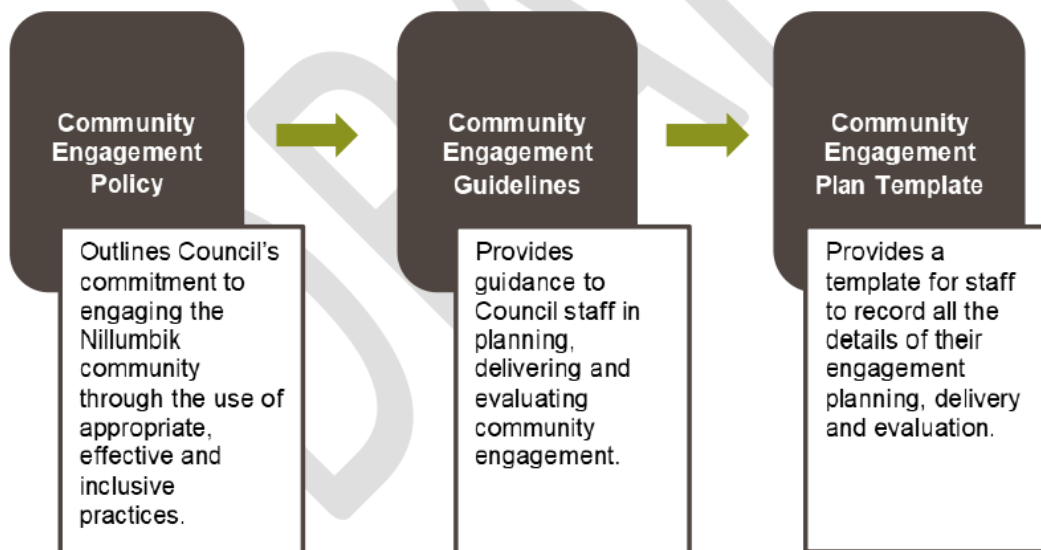 Community
Engagement
Policy
Outlines Council’s
commitment to
engaging the
Nillumbik
community
through the use of
appropriate,
effective and
inclusive
practices.
Community
Engagement
Guidelines
Provides
guidance to
Council staff in
planning,
delivering and
evaluating
community
engagement.
Community
Engagement
Plan Template
Provides a
template for staff
to record all the
details of their
engagement
planning, delivery
and evaluation.